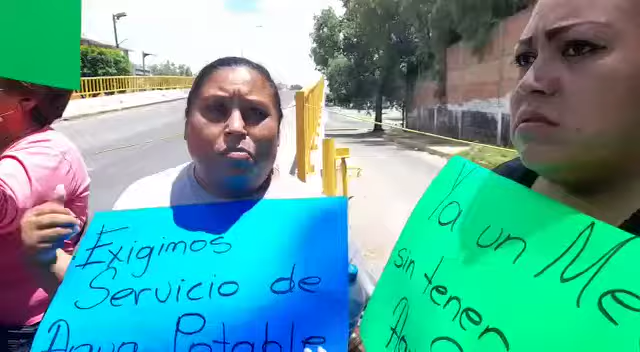 Exigimos
Servicio de
Agua Potable
Ya un Me
sin tener